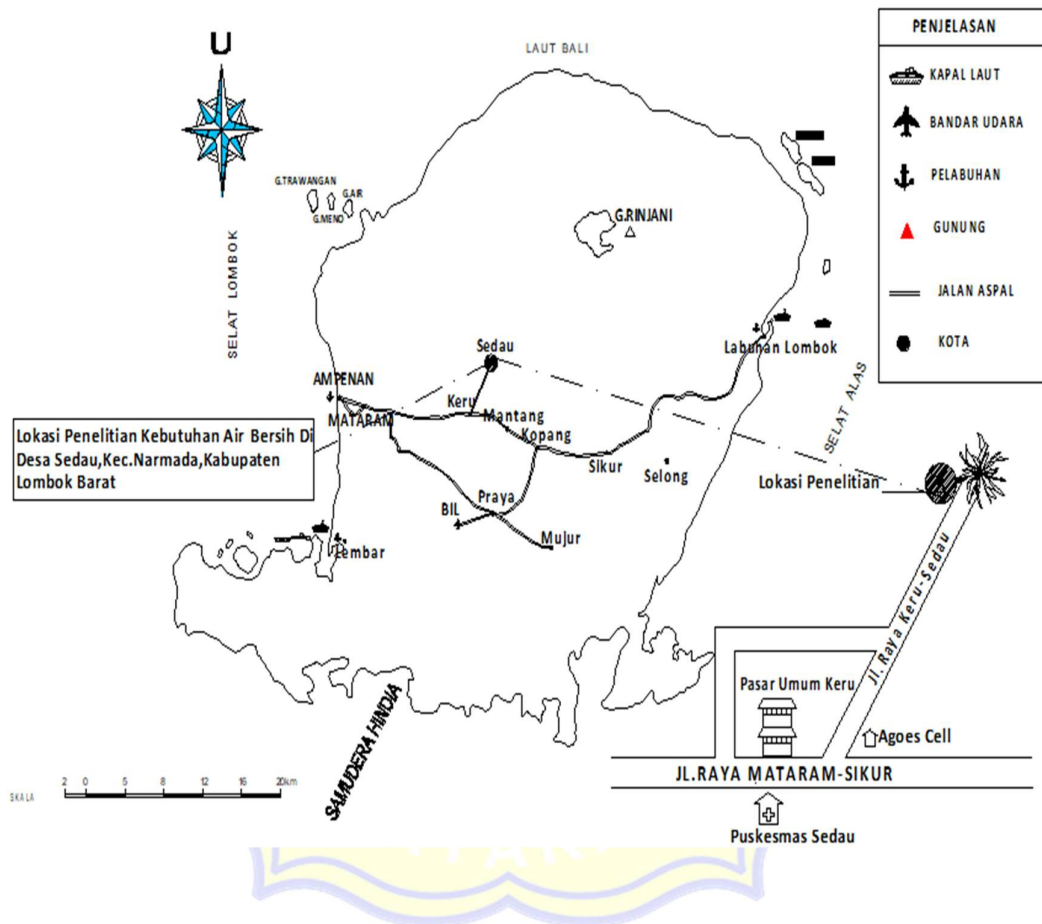 U
LAUT BALI
PENJELASAN
KAPAL LAUT
BANDAR UDARA
PELABUHAN
GUNUNG
JALAN ASPAL
KOTA
G.TRAWANGAN
G.AIR
G.MENO
SELAT LOMBOK
G.RINJANI
Sedau
Labuhan Lombok
AMPENAN
MATARAM
Keru
Mantang
Kopang
Sikur
Selong
SELAT ALAS
Lokasi Penelitian Kebutuhan Air Bersih Di
Desa Sedau,Kec.Narmada,Kabupaten
Lombok Barat
Lokasi Penelitian
Praya
BIL
Mujur
Lembar
Jl. Raya Keru-Sedau
Pasar Umum Keru
Agoes Cell
SAMUDERA HINDIA
JL.RAYA MATARAM-SIKUR
Puskesmas Sedau
SKALA
2 0 5 8 12 16 20km